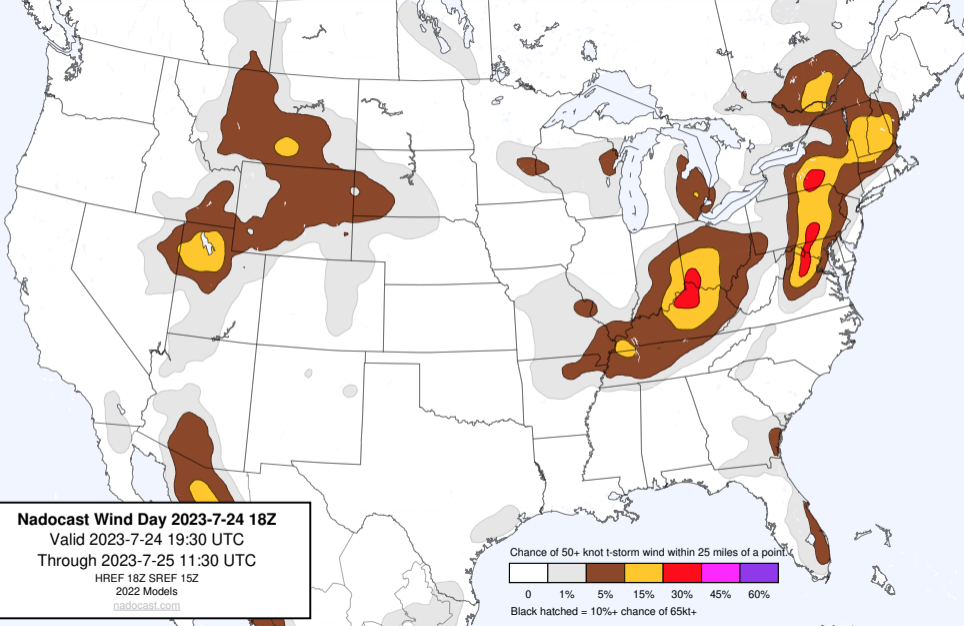 Nadocast Wind Day 2023-7-24 18Z
Valid 2023-7-24 19:30 UTC
Through 2023-7-25 11:30 UTC
HREF 18Z SREF 15Z
2022 Models
nadocast.com
Chance of 50+ knot t-storm wind within 25 miles of a point.
0 1% 5% 15% 30% 45% 60%
Black hatched = 10%+ chance of 65kt+